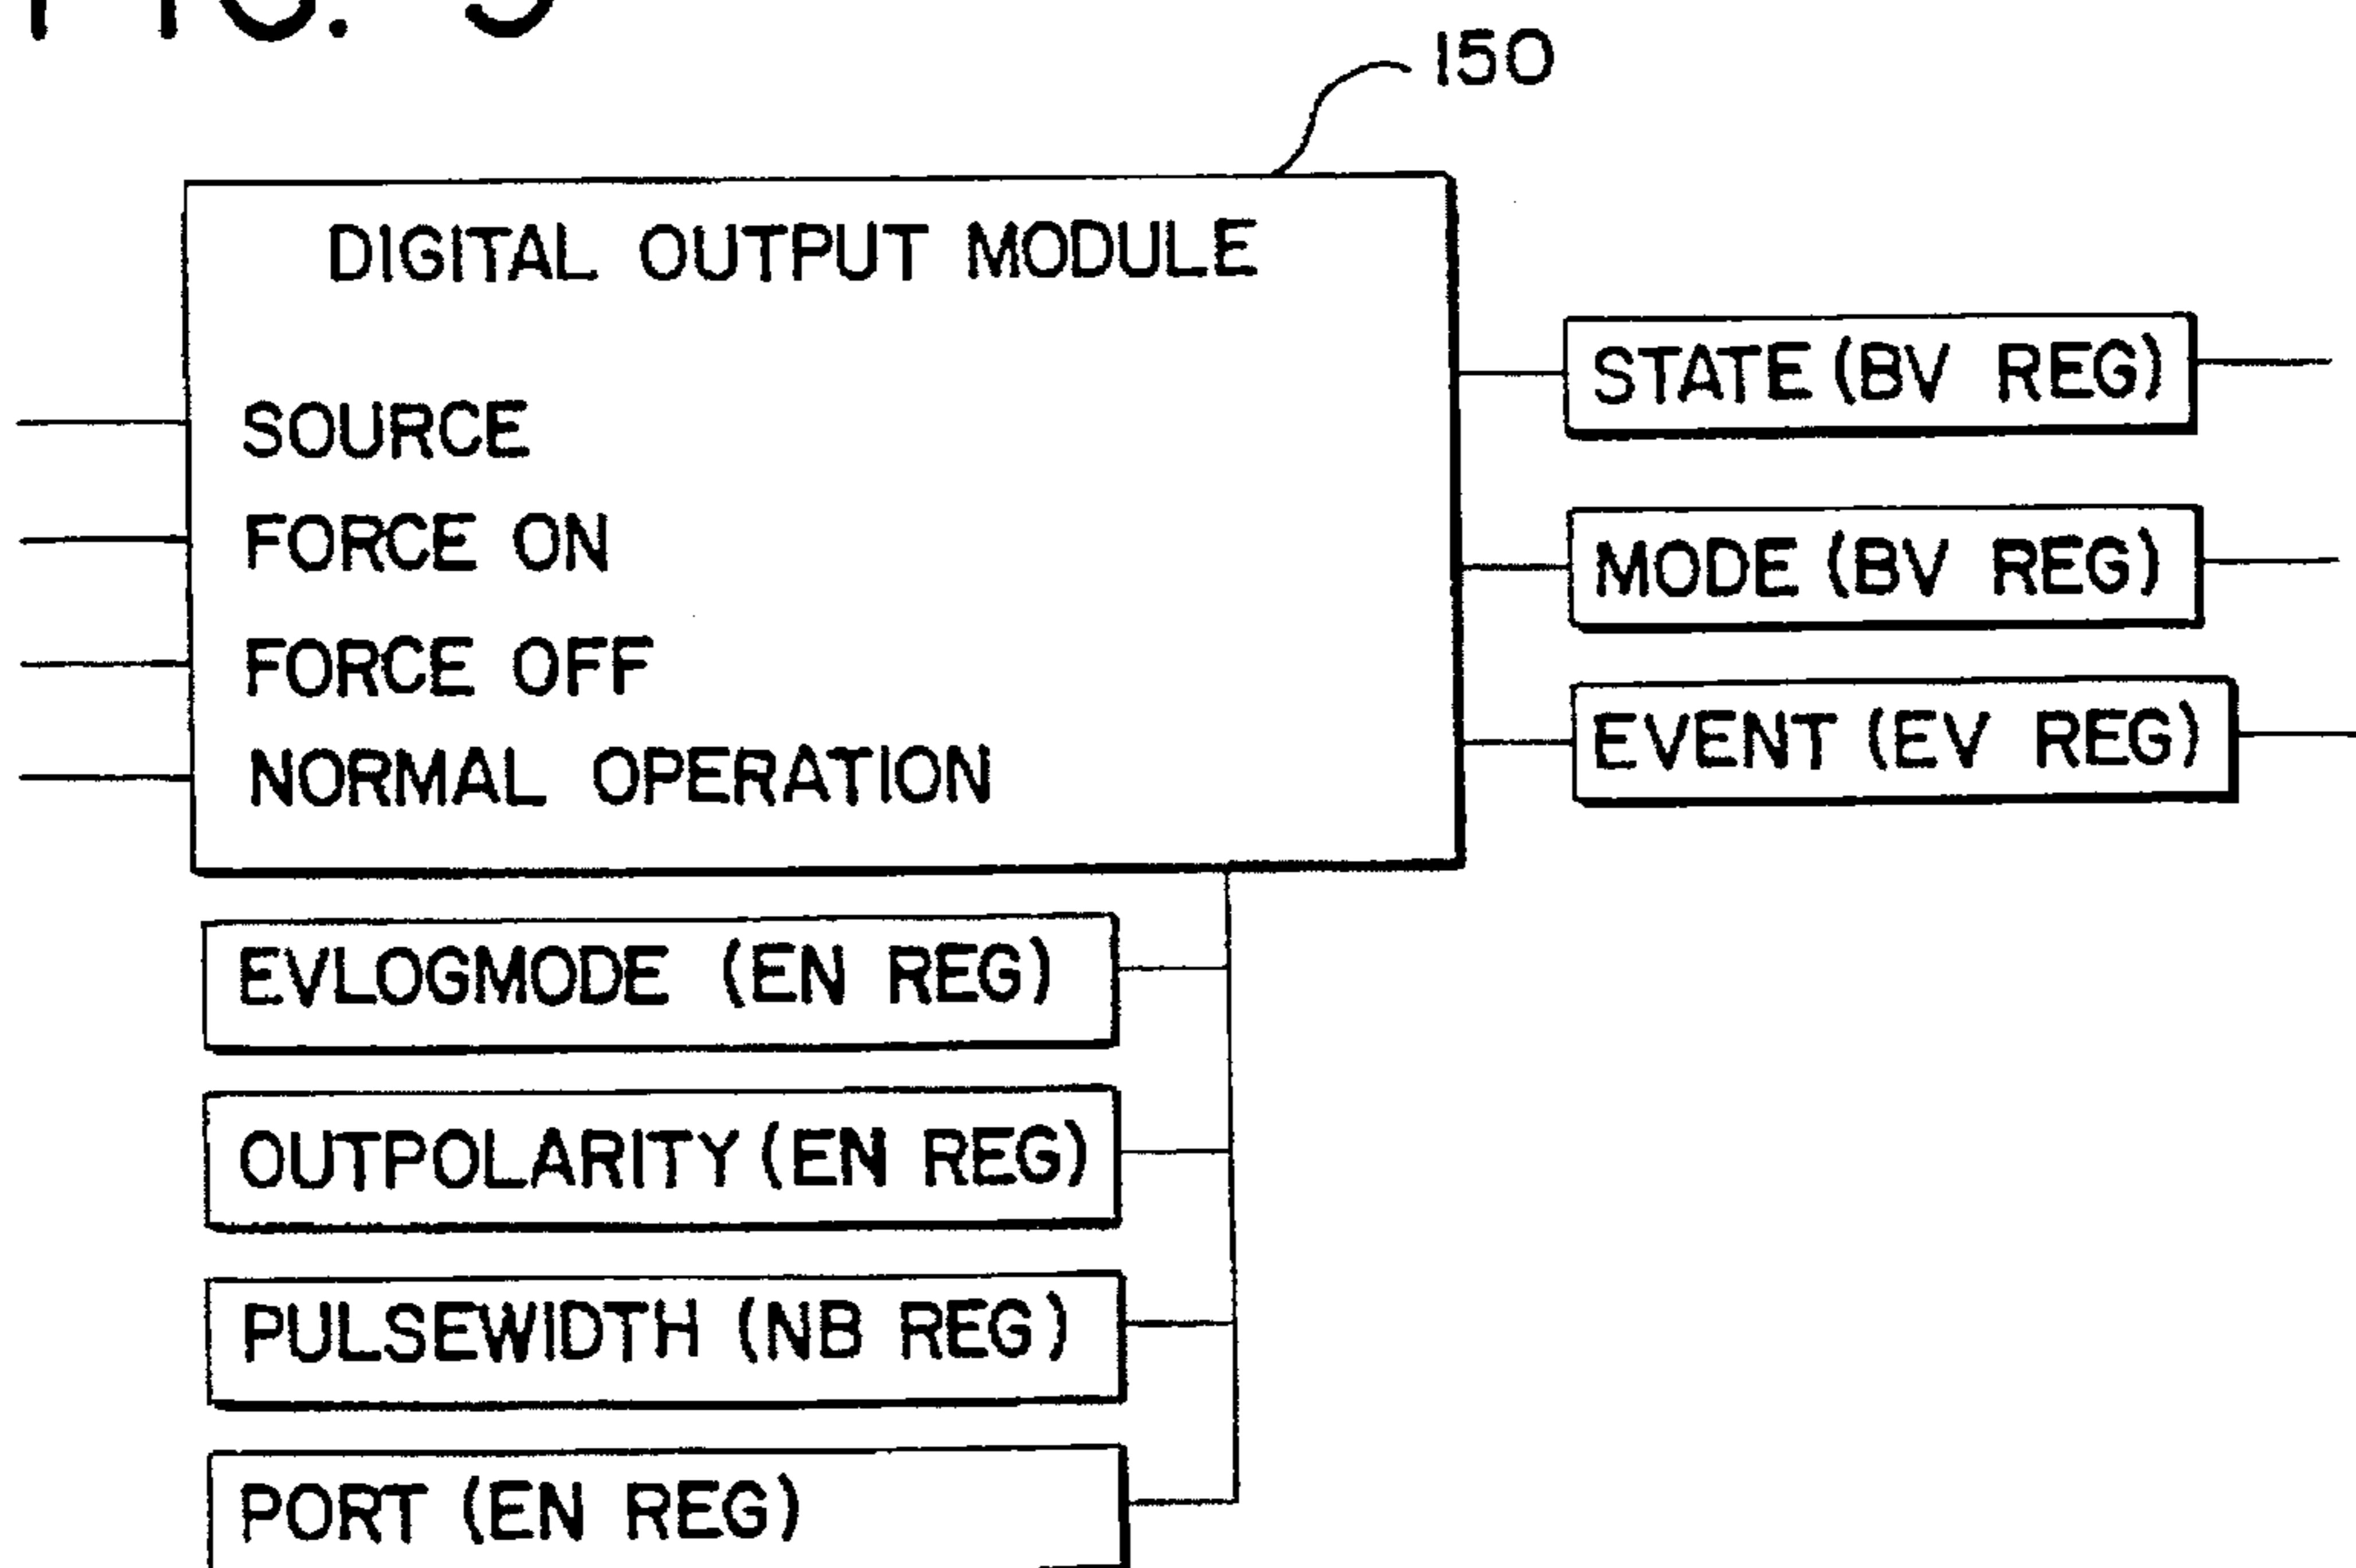 150
DIGITAL OUTPUT MODULE
SOURCE
FORCE ON
FORCE OFF
NORMAL OPERATION
STATE (BV REG)
MODE (BV REG)
EVENT (EV REG)
EVLOGMODE (EN REG)
OUTPOLARITY (EN REG)
PULSEWIDTH (NB REG)
PORT (EN REG)